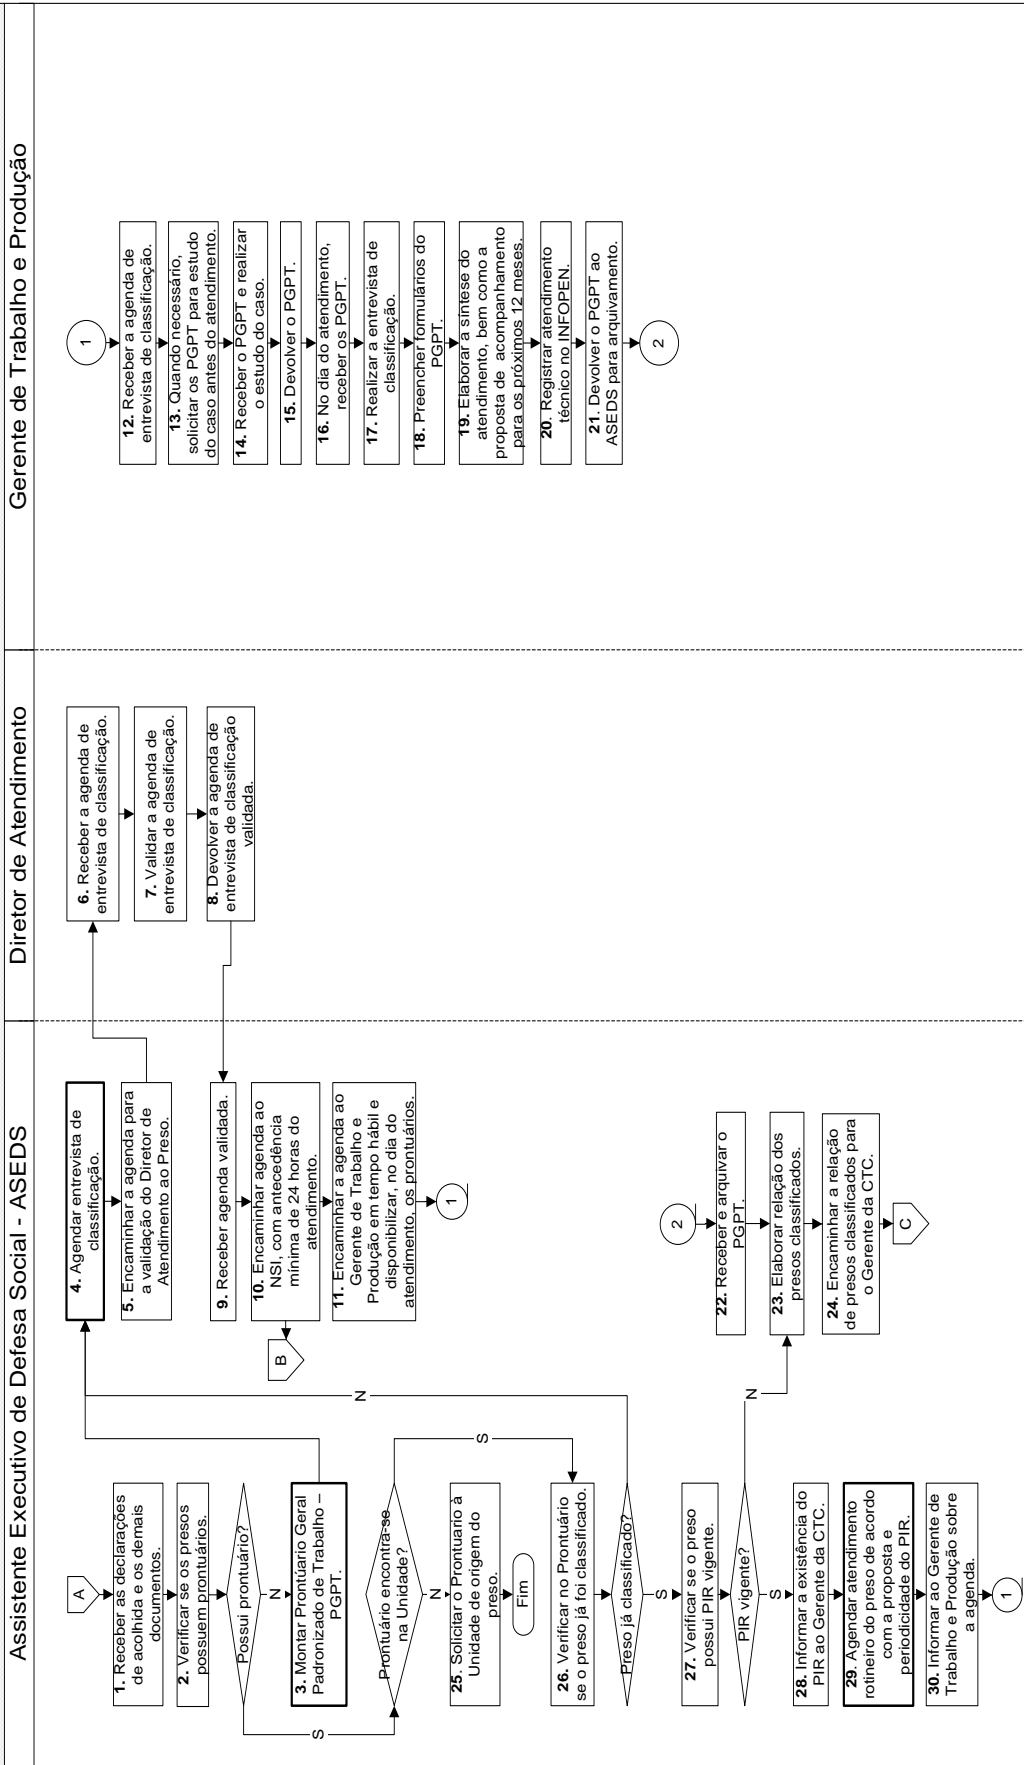 Assistente Executivo de Defesa Social - ASEDS
A
1. Receber as declarações
de acolhida e os demais
documentos.
2. Verificar se os presos
possuem prontuários.
Possui prontuário?
N
S
3. Montar Prontuário Geral
Padronizado de Trabalho –
PGPT.
Prontuário encontra-se
na Unidade?
N
S
25. Solicitar o Prontuario à
Unidade de origem do
preso.
Fim
26. Verificar no Prontuário
se o preso já foi classificado.
Preso já classificado?
N
S
27. Verificar se o preso
possui PIR vigente.
PIR vigente?
N
S
28. Informar a existência do
PIR ao Gerente da CTC.
29. Agendar atendimento
rotineiro do preso de acordo
com a proposta e
periodicidade do PIR.
30. Informar ao Gerente de
Trabalho e Produção sobre
a agenda.
1
4. Agendar entrevista de
classificação.
5. Encaminhar a agenda para
a validação do Diretor de
Atendimento ao Preso.
9. Receber agenda validada.
10. Encaminhar agenda ao
NSI, com antecedência
mínima de 24 horas do
atendimento.
B
11. Encaminhar a agenda ao
Gerente de Trabalho e
Produção em tempo hábil e
disponibilizar, no dia do
atendimento, os prontuários.
1
2
22. Receber e arquivar o
PGPT.
23. Elaborar relação dos
presos classificados.
24. Encaminhar a relação
de presos classificados para
o Gerente da CTC.
C
Diretor de Atendimento
6. Receber a agenda de
entrevista de classificação.
7. Validar a agenda de
entrevista de classificação.
8. Devolver a agenda de
entrevista de classificação
validada.
Gerente de Trabalho e Produção
1
12. Receber a agenda de
entrevista de classificação.
13. Quando necessário,
solicitar os PGPT para estudo
do caso antes do atendimento.
14. Receber o PGPT e realizar
o estudo do caso.
15. Devolver o PGPT.
16. No dia do atendimento,
receber os PGPT.
17. Realizar a entrevista de
classificação.
18. Preencher formulários do
PGPT.
19. Elaborar a síntese do
atendimento, bem como a
proposta de acompanhamento
para os próximos 12 meses.
20. Registrar atendimento
técnico no INFOPEN.
21. Devolver o PGPT ao
ASEDS para arquivamento.
2